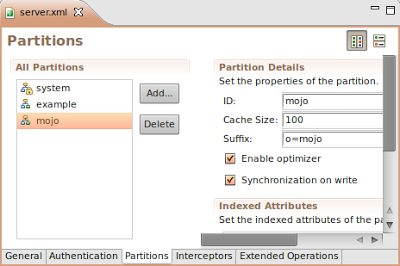 server.xml
Partitions
All Partitions
system
example
mojo
Add...
Delete
Partition Details
Set the properties of the partition.
ID: mojo
Cache Size: 100
Suffix: o=mojo
Enable optimizer
Synchronization on write
Indexed Attributes
Set the indexed attributes of the pa
General Authentication Partitions Interceptors Extended Operations